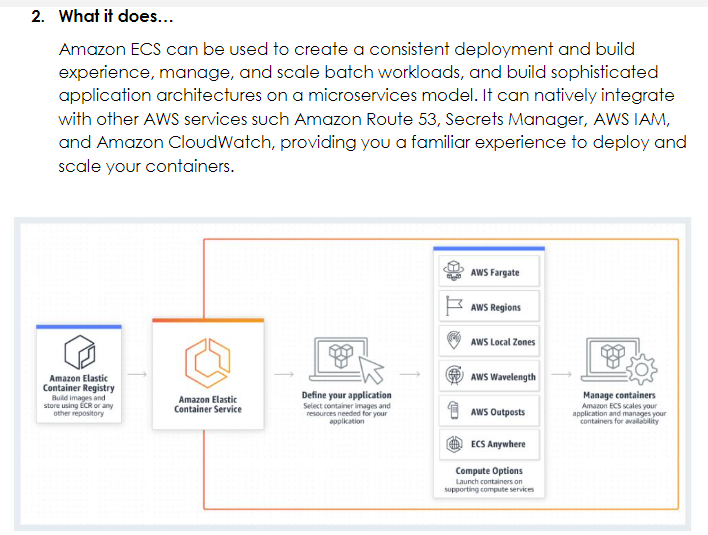 2. What it does...
Amazon ECS can be used to create a consistent deployment and build
experience, manage, and scale batch workloads, and build sophisticated
application architectures on a microservices model. It can natively integrate
with other AWS services such Amazon Route 53, Secrets Manager, AWS IAM,
and Amazon CloudWatch, providing you a familiar experience to deploy and
scale your containers.
Amazon Elastic
Container Registry
Build images and
store using ECR or any
other repository
Amazon Elastic
Container Service
Define your application
Select container images and
resources needed for your
application
AWS Fargate
AWS Regions
AWS Local Zones
AWS Wavelength
AWS Outposts
ECS Anywhere
Compute Options
Launch containers on
supporting compute services
Manage containers
Amazon ECS scales your
application and manages your
containers for availability